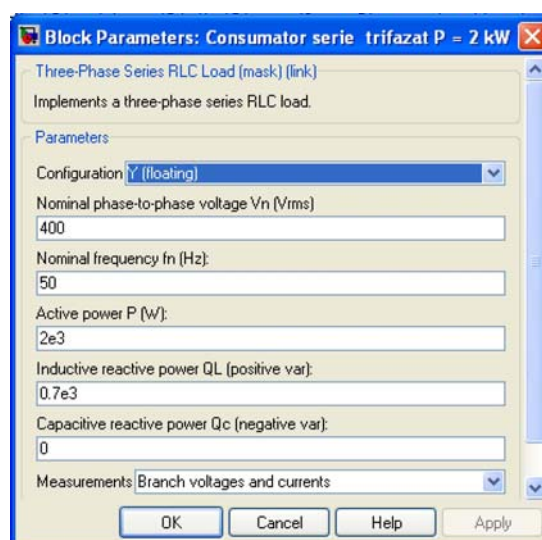 Block Parameters: Consumator serie trifazat P = 2 kW
Three-Phase Series RLC Load (mask) (link)
Implements a three-phase series RLC load.
Parameters
Configuration Y (floating)
Nominal phase-to-phase voltage Vn (Vrms)
400
Nominal frequency fn (Hz):
50
Active power P (W):
2e3
Inductive reactive power QL (positive var):
0.7e3
Capacitive reactive power Qc (negative var):
0
Measurements Branch voltages and currents
OK Cancel Help Apply